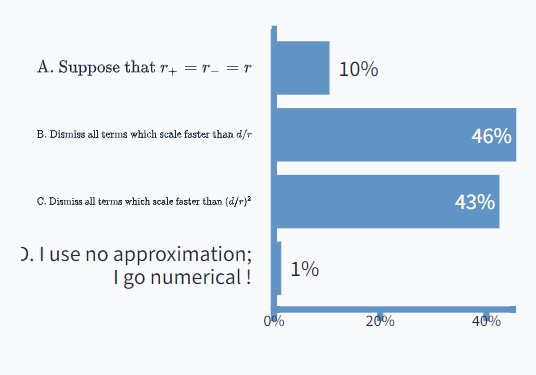 A. Suppose that r₊ = r₋ = r
10%
B. Dismiss all terms which scale faster than d/r
46%
C. Dismiss all terms which scale faster than (d/r)²
43%
D. I use no approximation;
I go numerical !
1%
0% 20% 40%